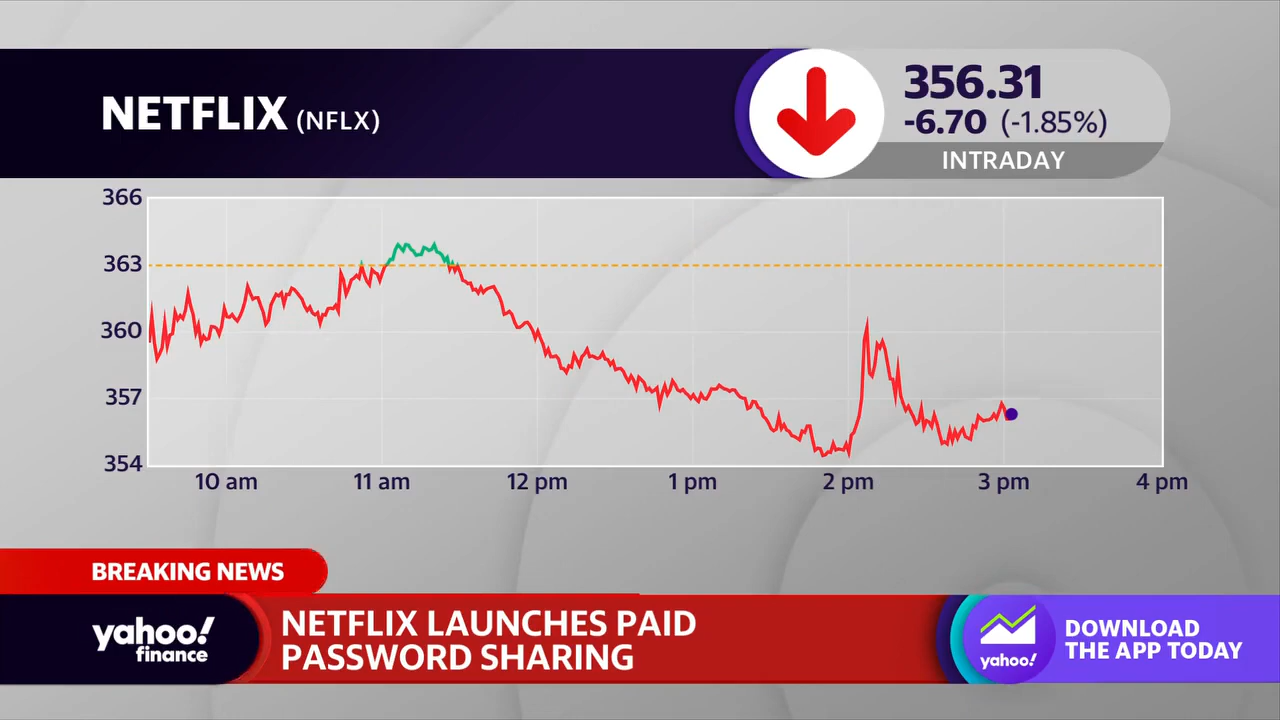 NETFLIX (NFLX)
356.31
-6.70 (-1.85%)
INTRADAY
366
363
360
357
354
10 am 11 am 12 pm 1 pm 2 pm 3 pm 4 pm
BREAKING NEWS
yahoo!
finance
NETFLIX LAUNCHES PAID
PASSWORD SHARING
yahoo!
DOWNLOAD
THE APP TODAY